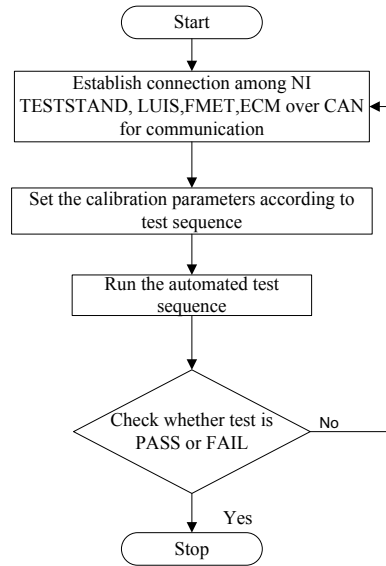 Start
Establish connection among NI
TESTSTAND, LUIS,FMET,ECM over CAN
for communication
Set the calibration parameters according to
test sequence
Run the automated test
sequence
Check whether test is
PASS or FAIL
No
Yes
Stop